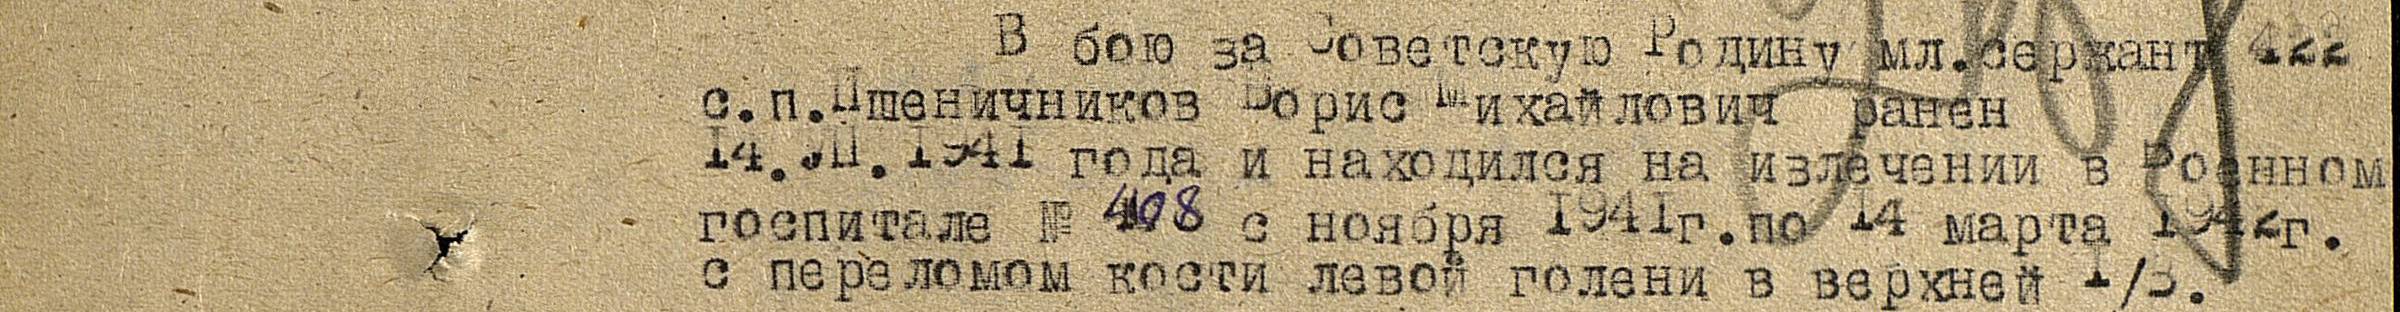 В бою за Советскую Родину мл.сержант 422
с.п.Пшеничников Борис Михайлович ранен
14. 1941 года и находился на излечении в Военном
госпитале № 408 с ноября 1941г.по 14 марта 1942г.
с переломом кости левой голени в верхней 1/3.